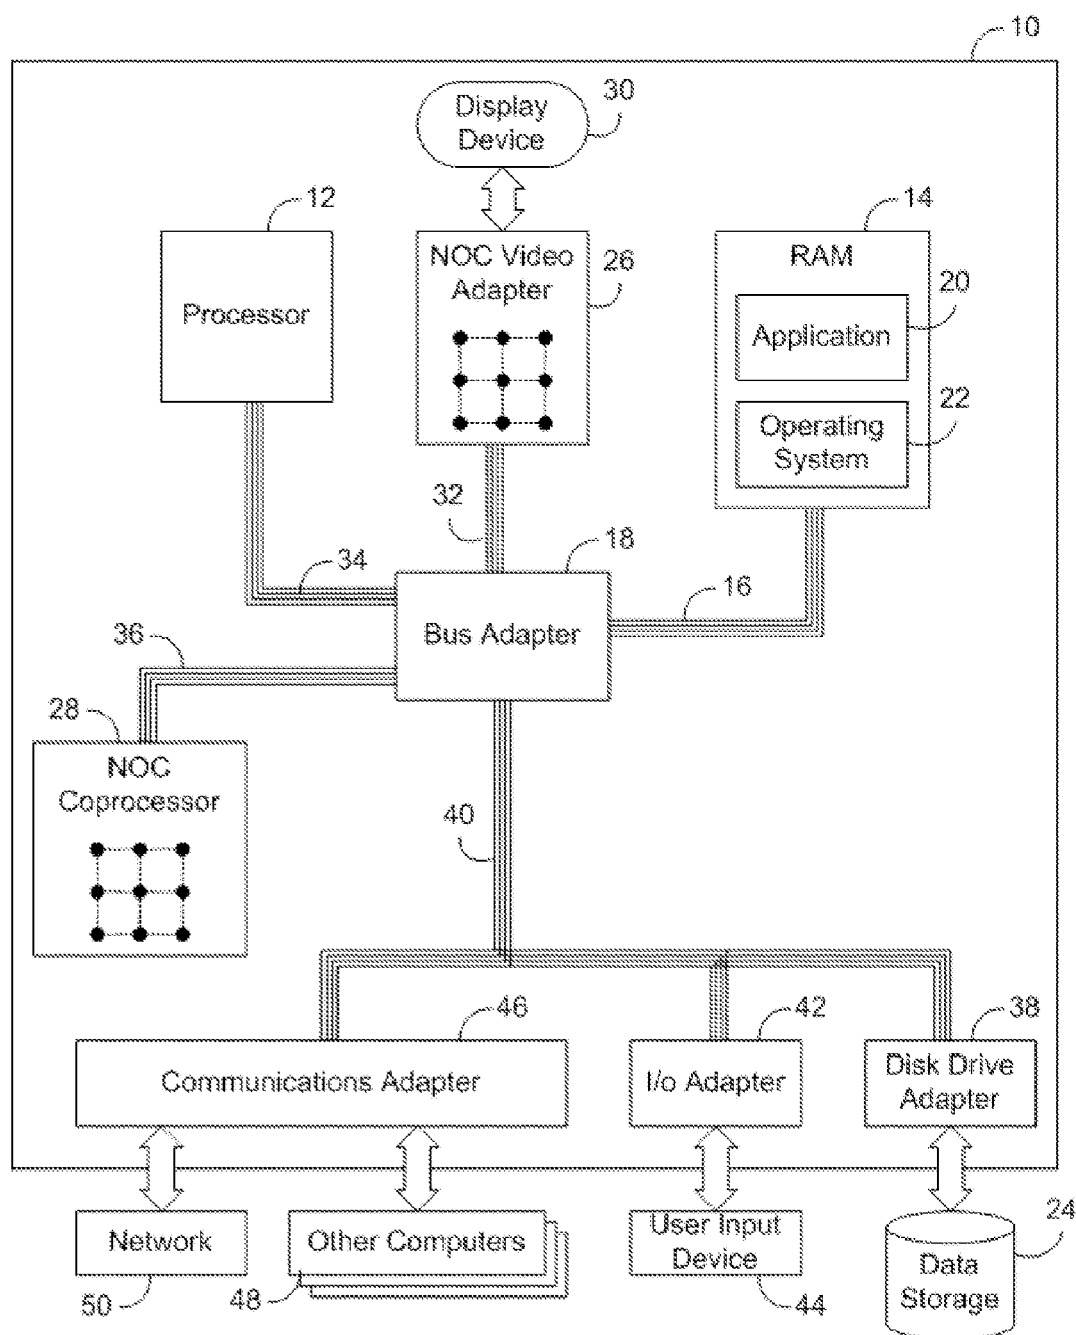 10
Display
Device
30
12
14
Processor
NOC Video
Adapter
26
RAM
20
Application
22
Operating
System
32
18
34
16
Bus Adapter
36
28
NOC
Coprocessor
40
46
42
38
Communications Adapter
I/o Adapter
Disk Drive
Adapter
Network
50
Other Computers
48
User Input
Device
44
24
Data
Storage